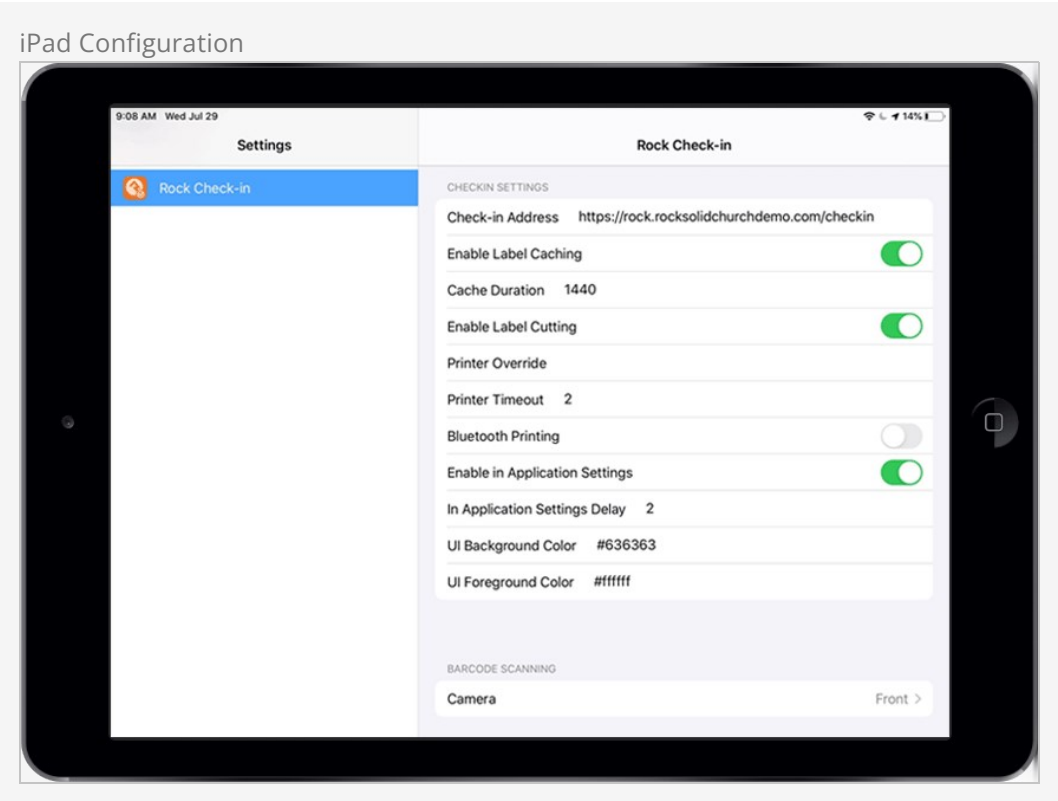 iPad Configuration
9:08 AM Wed Jul 29
14%
Settings
Rock Check-in
Rock Check-in
CHECKIN SETTINGS
Check-in Address https://rock.rocksolidchurchdemo.com/checkin
Enable Label Caching
Cache Duration 1440
Enable Label Cutting
Printer Override
Printer Timeout 2
Bluetooth Printing
Enable in Application Settings
In Application Settings Delay 2
UI Background Color #636363
UI Foreground Color #ffffff
BARCODE SCANNING
Camera Front >